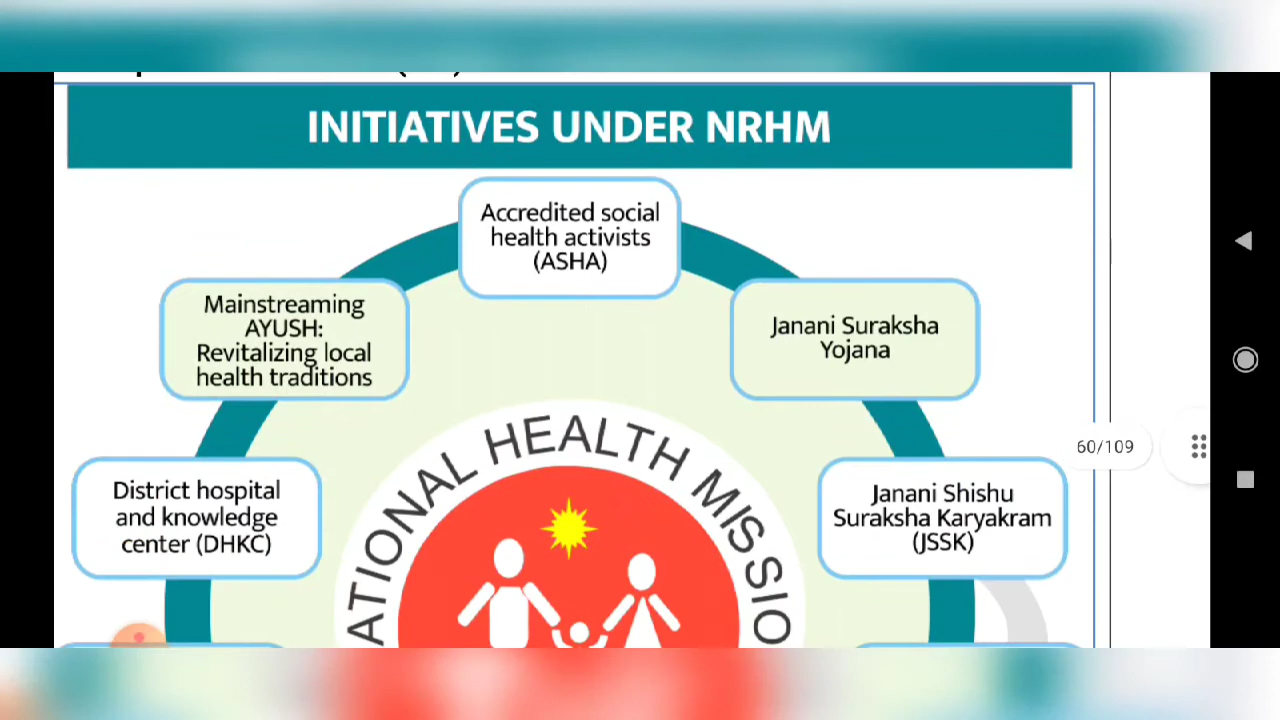 INITIATIVES UNDER NRHM
Accredited social
health activists
(ASHA)
Mainstreaming
AYUSH:
Revitalizing local
health traditions
Janani Suraksha
Yojana
60/109
District hospital
and knowledge
center (DHKC)
Janani Shishu
Suraksha Karyakram
(JSSK)
ATIONAL HEALTH MISSIO